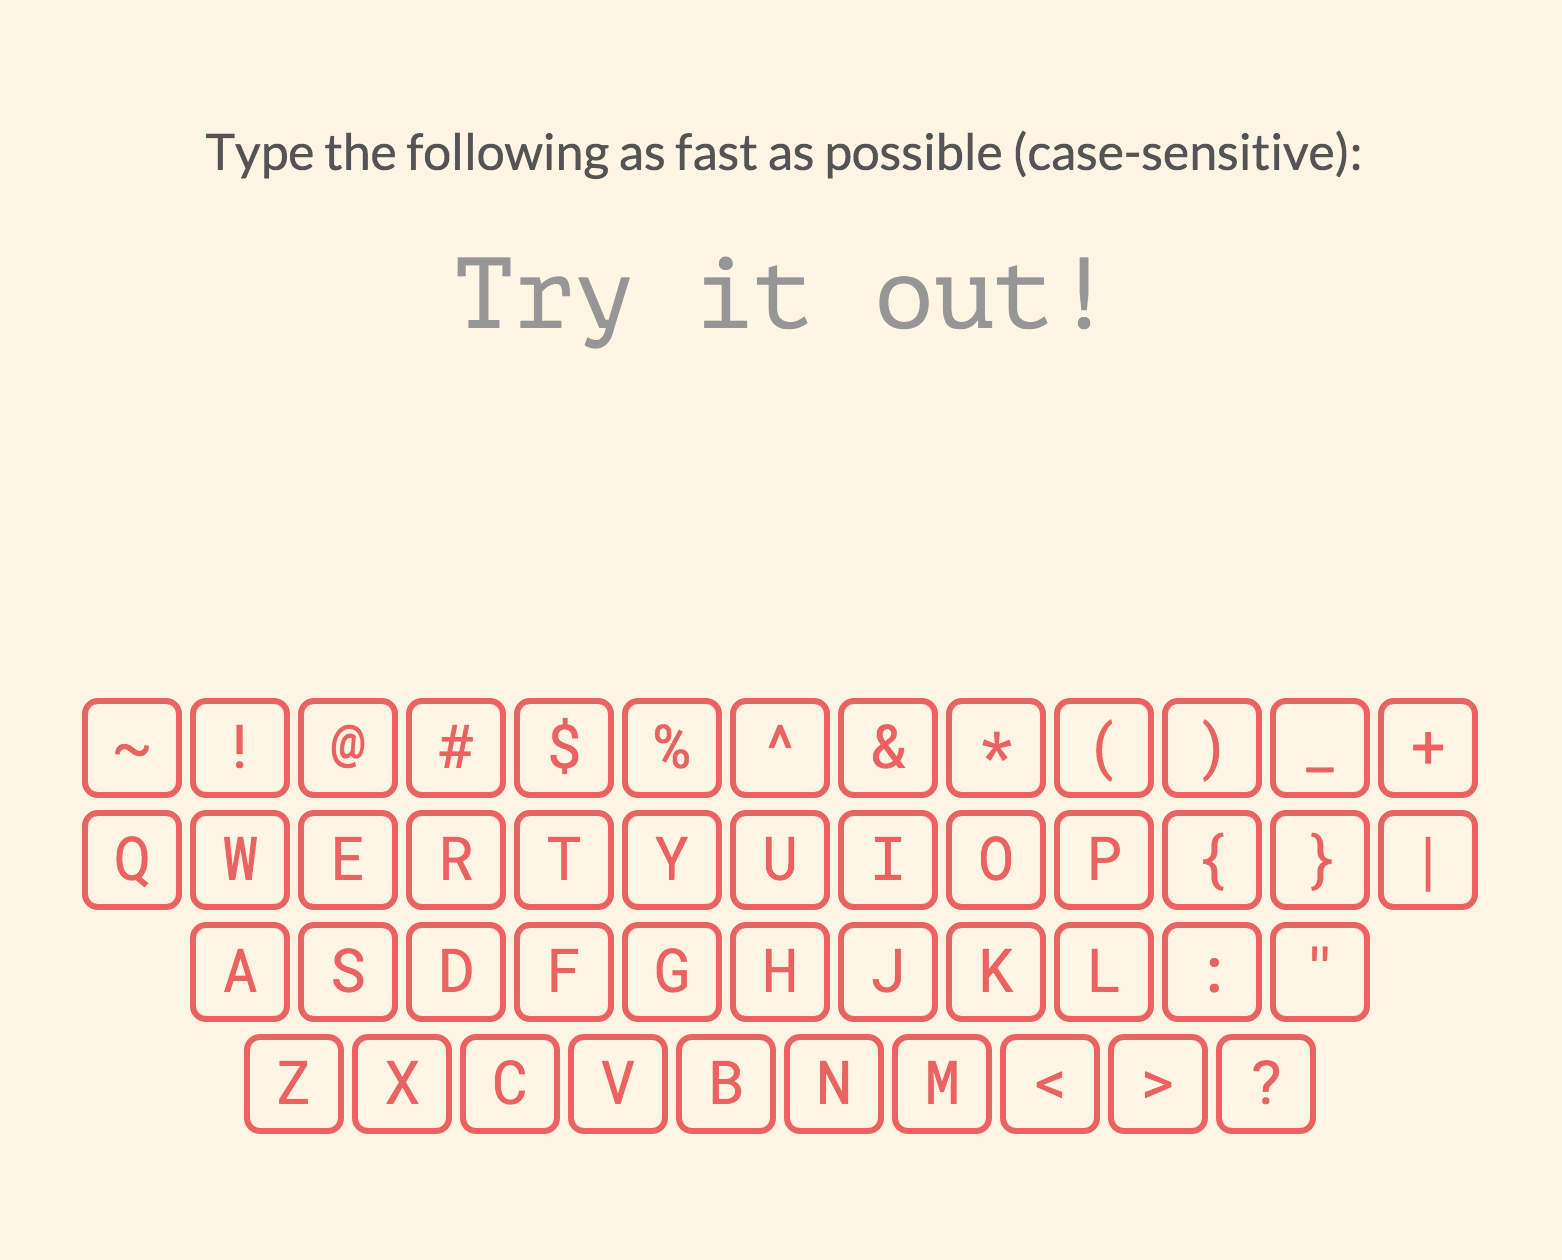 Type the following as fast as possible (case-sensitive):
Try it out!
~ ! @ # $ % ^ & * ( ) _ +
Q W E R T Y U I O P { } |
A S D F G H J K L : "
Z X C V B N M < > ?